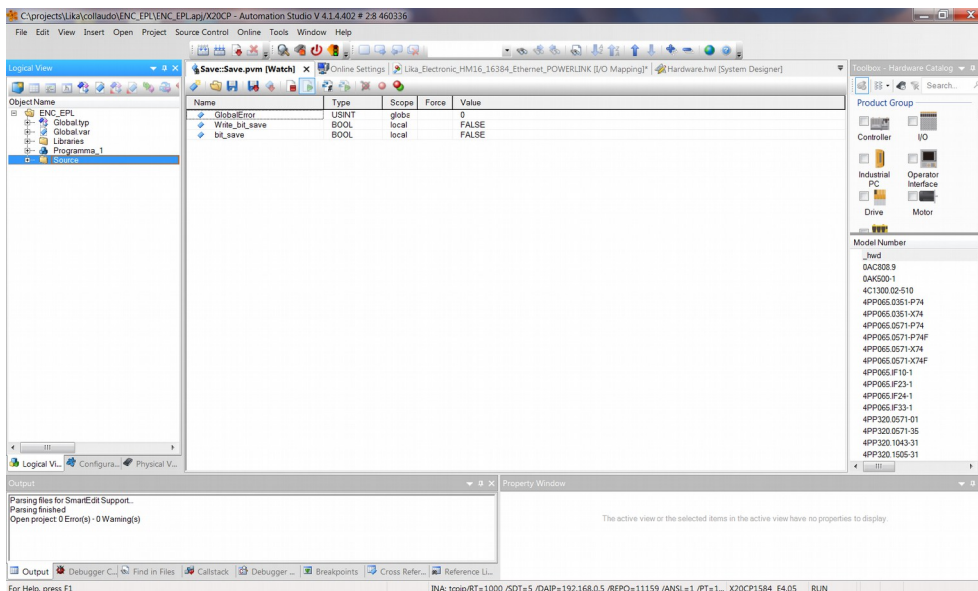 C:\projects\Lika\collaudo\ENC_EPL\ENC_EPL.apj/X20CP - Automation Studio V 4.1.4.402 # 2:8 460336
File Edit View Insert Open Project Source Control Online Tools Window Help
Logical View
Save::Save.pvm [Watch] X Online Settings Lika_Electronic_HM16_16384_Ethernet_POWERLINK [I/O Mapping]* Hardware.hwl [System Designer]
Toolbox - Hardware Catalog
Search...
Object Name
ENC_EPL
Global.typ
Global.var
Libraries
Programma_1
Source
Name Type Scope Force Value
GlobalError USINT globa 0
Write_bit_save BOOL local FALSE
bit_save BOOL local FALSE
Product Group
Controller I/O
Industrial PC Operator Interface
Drive Motor
Model Number
_hwd
0AC808.9
0AK500-1
4C1300.02-510
4PP065.0351-P74
4PP065.0351-X74
4PP065.0571-P74
4PP065.0571-P74F
4PP065.0571-X74
4PP065.0571-X74F
4PP065.IF10-1
4PP065.IF23-1
4PP065.IF24-1
4PP065.IF33-1
4PP320.0571-01
4PP320.0571-35
4PP320.1043-31
4PP320.1505-31
Logical Vi... Configura... Physical V...
Output
Parsing files for SmartEdit Support...
Parsing finished
Open project: 0 Error(s) - 0 Warning(s)
Property Window
The active view or the selected items in the active view have no properties to display.
Output Debugger C... Find in Files Callstack Debugger ... Breakpoints Cross Refer... Reference Li...
For Help, press F1
INA: tcpip/RT=1000 /SDT=5 /DAIP=192.168.0.5 /REPO=11159 /ANSL=1 /PT=1... X20CP1584 E4.05 RUN